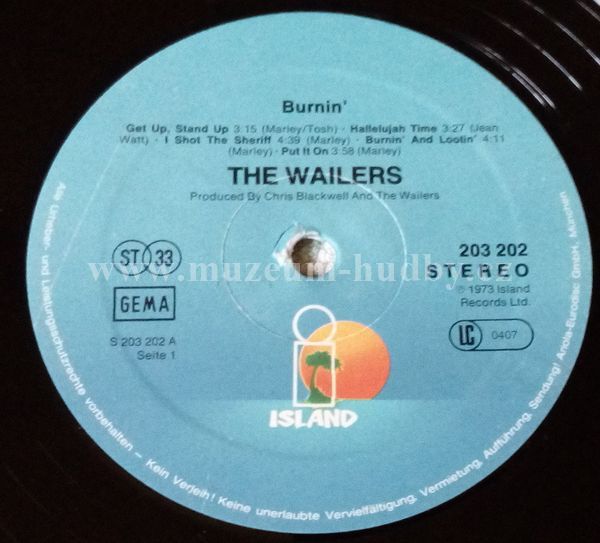 Burnin'
Get Up, Stand Up 3:15 (Marley/Tosh) · Hallelujah Time 3:27 (Jean
Watt) · I Shot The Sheriff 4:39 (Marley) · Burnin' And Lootin' 4:11
(Marley) · Put It On 3:58 (Marley)
THE WAILERS
Produced By Chris Blackwell And The Wailers
ST 33
203 202
www.muzeum-hudby.
STEREO
GEMA
℗ 1973 Island
Records Ltd.
S 203 202 A
Seite 1
LC 0407
i
ISLAND
Alle Urheber- und Leistungsschutzrechte vorbehalten – Kein Verleih! Keine unerlaubte Vervielfältigung, Vermietung, Aufführung, Sendung! Ariola-Eurodisc GmbH, München